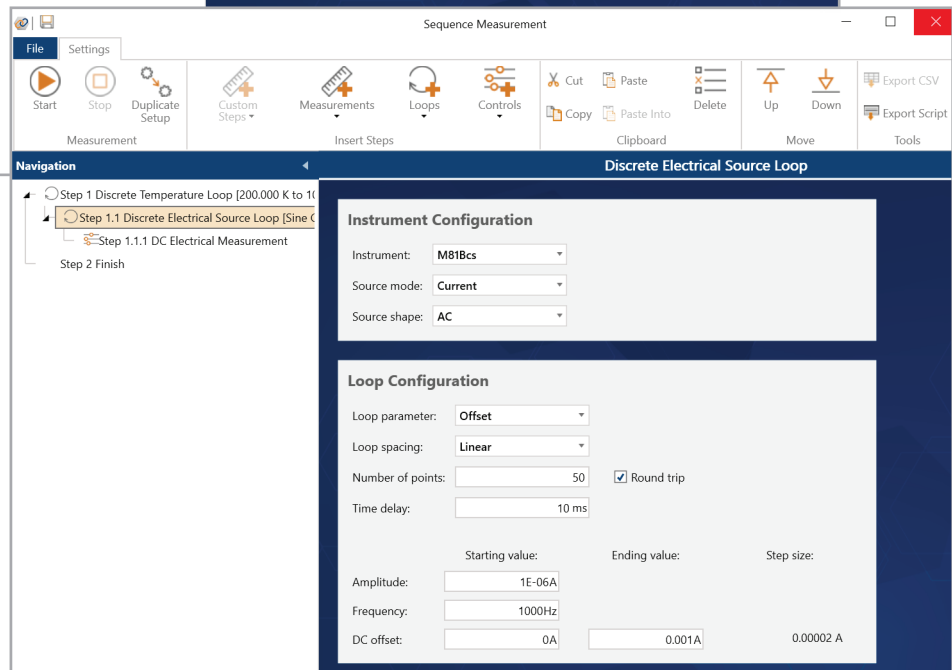 Sequence Measurement
File Settings
Start Stop Duplicate Setup Custom Steps Measurements Loops Controls Cut Copy Paste Paste Into Delete Up Down Export CSV Export Script
Measurement Insert Steps Clipboard Move Tools
Navigation Discrete Electrical Source Loop
Step 1 Discrete Temperature Loop [200.000 K to 10
Step 1.1 Discrete Electrical Source Loop [Sine
Step 1.1.1 DC Electrical Measurement
Step 2 Finish
Instrument Configuration
Instrument: M81Bcs
Source mode: Current
Source shape: AC
Loop Configuration
Loop parameter: Offset
Loop spacing: Linear
Number of points: 50 Round trip
Time delay: 10 ms
Starting value: Ending value: Step size:
Amplitude: 1E-06A
Frequency: 1000Hz
DC offset: 0A 0.001A 0.00002 A